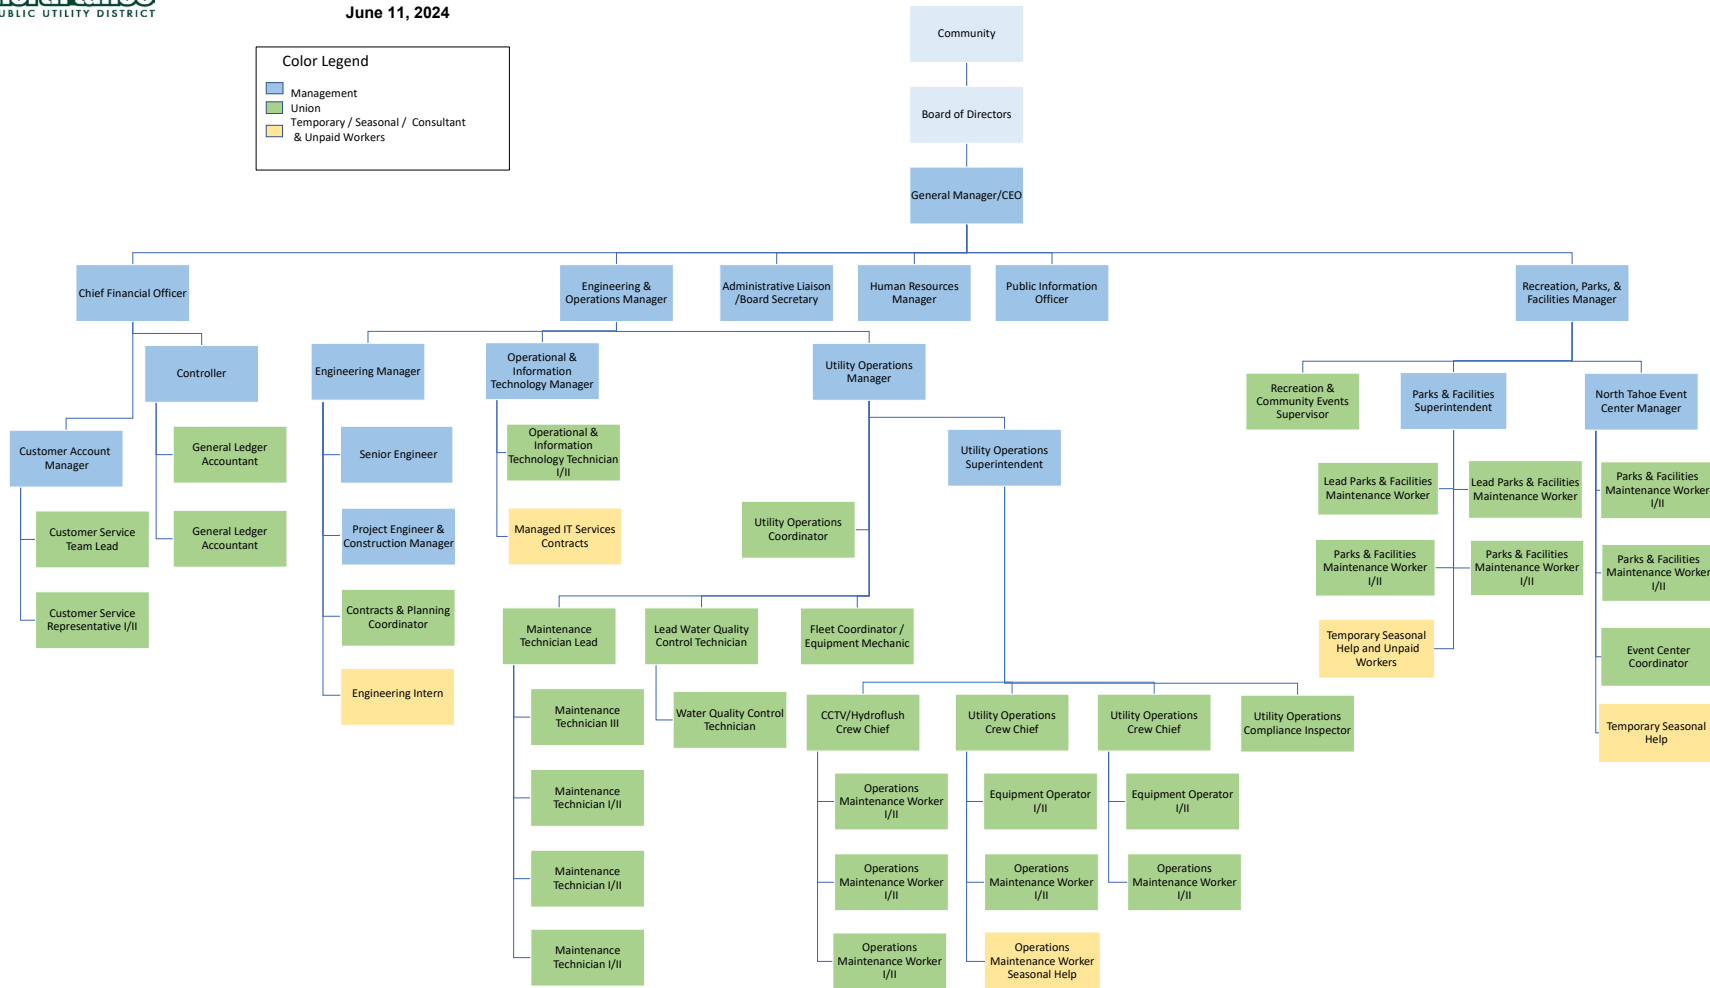 PUBLIC UTILITY DISTRICT
June 11, 2024
Color Legend
Management
Union
Temporary / Seasonal / Consultant
& Unpaid Workers
Community
Board of Directors
General Manager/CEO
Chief Financial Officer
Engineering &
Operations Manager
Administrative Liaison
/Board Secretary
Human Resources
Manager
Public Information
Officer
Recreation, Parks, &
Facilities Manager
Controller
Engineering Manager
Operational &
Information
Technology Manager
Utility Operations
Manager
Recreation &
Community Events
Supervisor
Parks & Facilities
Superintendent
North Tahoe Event
Center Manager
Customer Account
Manager
General Ledger
Accountant
Senior Engineer
Operational &
Information
Technology Technician
I/II
Utility Operations
Superintendent
Lead Parks & Facilities
Maintenance Worker
Lead Parks & Facilities
Maintenance Worker
Parks & Facilities
Maintenance Worker
I/II
Customer Service
Team Lead
General Ledger
Accountant
Project Engineer &
Construction Manager
Managed IT Services
Contracts
Utility Operations
Coordinator
Parks & Facilities
Maintenance Worker
I/II
Parks & Facilities
Maintenance Worker
I/II
Parks & Facilities
Maintenance Worker
I/II
Customer Service
Representative I/II
Contracts & Planning
Coordinator
Maintenance
Technician Lead
Lead Water Quality
Control Technician
Fleet Coordinator /
Equipment Mechanic
Temporary Seasonal
Help and Unpaid
Workers
Event Center
Coordinator
Engineering Intern
Maintenance
Technician III
Water Quality Control
Technician
CCTV/Hydroflush
Crew Chief
Utility Operations
Crew Chief
Utility Operations
Crew Chief
Utility Operations
Compliance Inspector
Temporary Seasonal
Help
Maintenance
Technician I/II
Operations
Maintenance Worker
I/II
Equipment Operator
I/II
Equipment Operator
I/II
Maintenance
Technician I/II
Operations
Maintenance Worker
I/II
Operations
Maintenance Worker
I/II
Operations
Maintenance Worker
I/II
Maintenance
Technician I/II
Operations
Maintenance Worker
I/II
Operations
Maintenance Worker
Seasonal Help